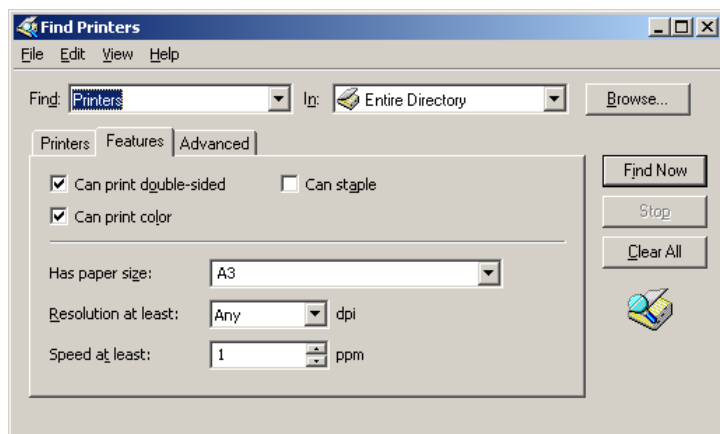 Find Printers
File Edit View Help
Find: Printers In: Entire Directory Browse...
Printers Features Advanced
Find Now
Can print double-sided Can staple
Stop
Can print color
Clear All
Has paper size: A3
Resolution at least: Any dpi
Speed at least: 1 ppm